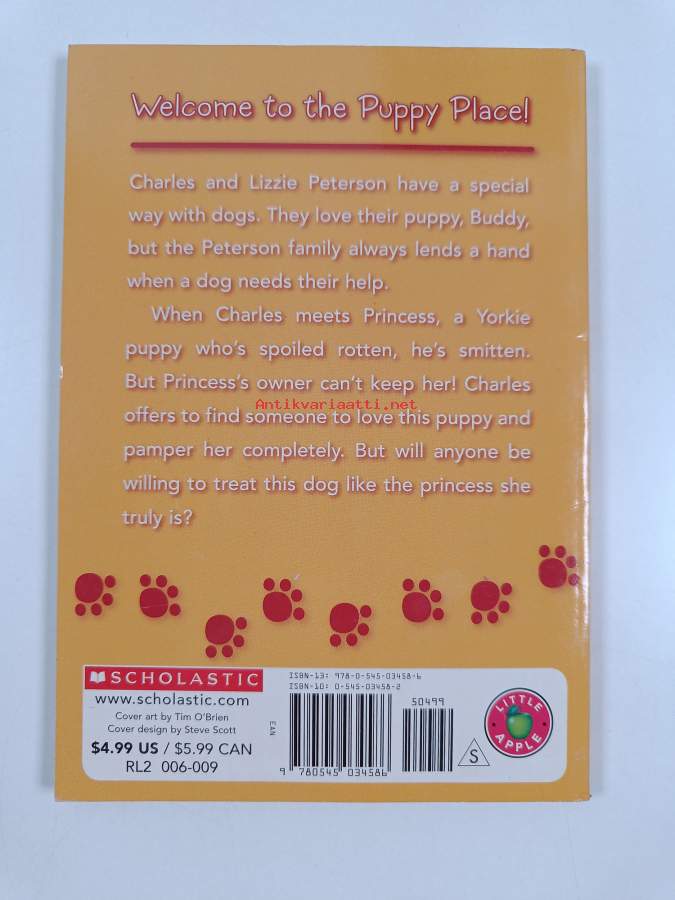 Welcome to the Puppy Place!
Charles and Lizzie Peterson have a special
way with dogs. They love their puppy, Buddy,
but the Peterson family always lends a hand
when a dog needs their help.
When Charles meets Princess, a Yorkie
puppy who's spoiled rotten, he's smitten.
But Princess's owner can't keep her! Charles
Antikvariaatti.net
offers to find someone to love this puppy and
pamper her completely. But will anyone be
willing to treat this dog like the princess she
truly is?
SCHOLASTIC
www.scholastic.com
Cover art by Tim O'Brien
Cover design by Steve Scott
$4.99 US / $5.99 CAN
RL2 006-009
ISBN-13: 978-0-545-03458-6
ISBN-10: 0-545-03458-2
EAN
50499
9 780545 034586
S
LITTLE
APPLE